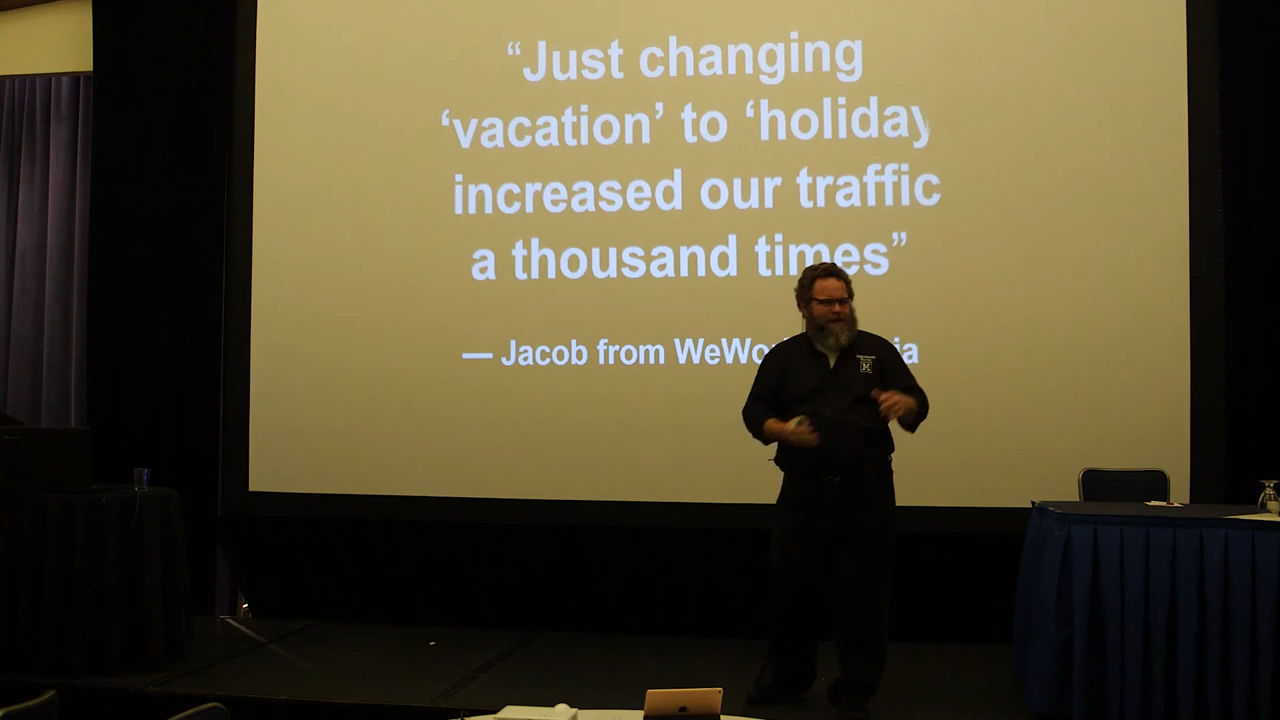 “Just changing
‘vacation’ to ‘holiday
increased our traffic
a thousand times”
— Jacob from
M